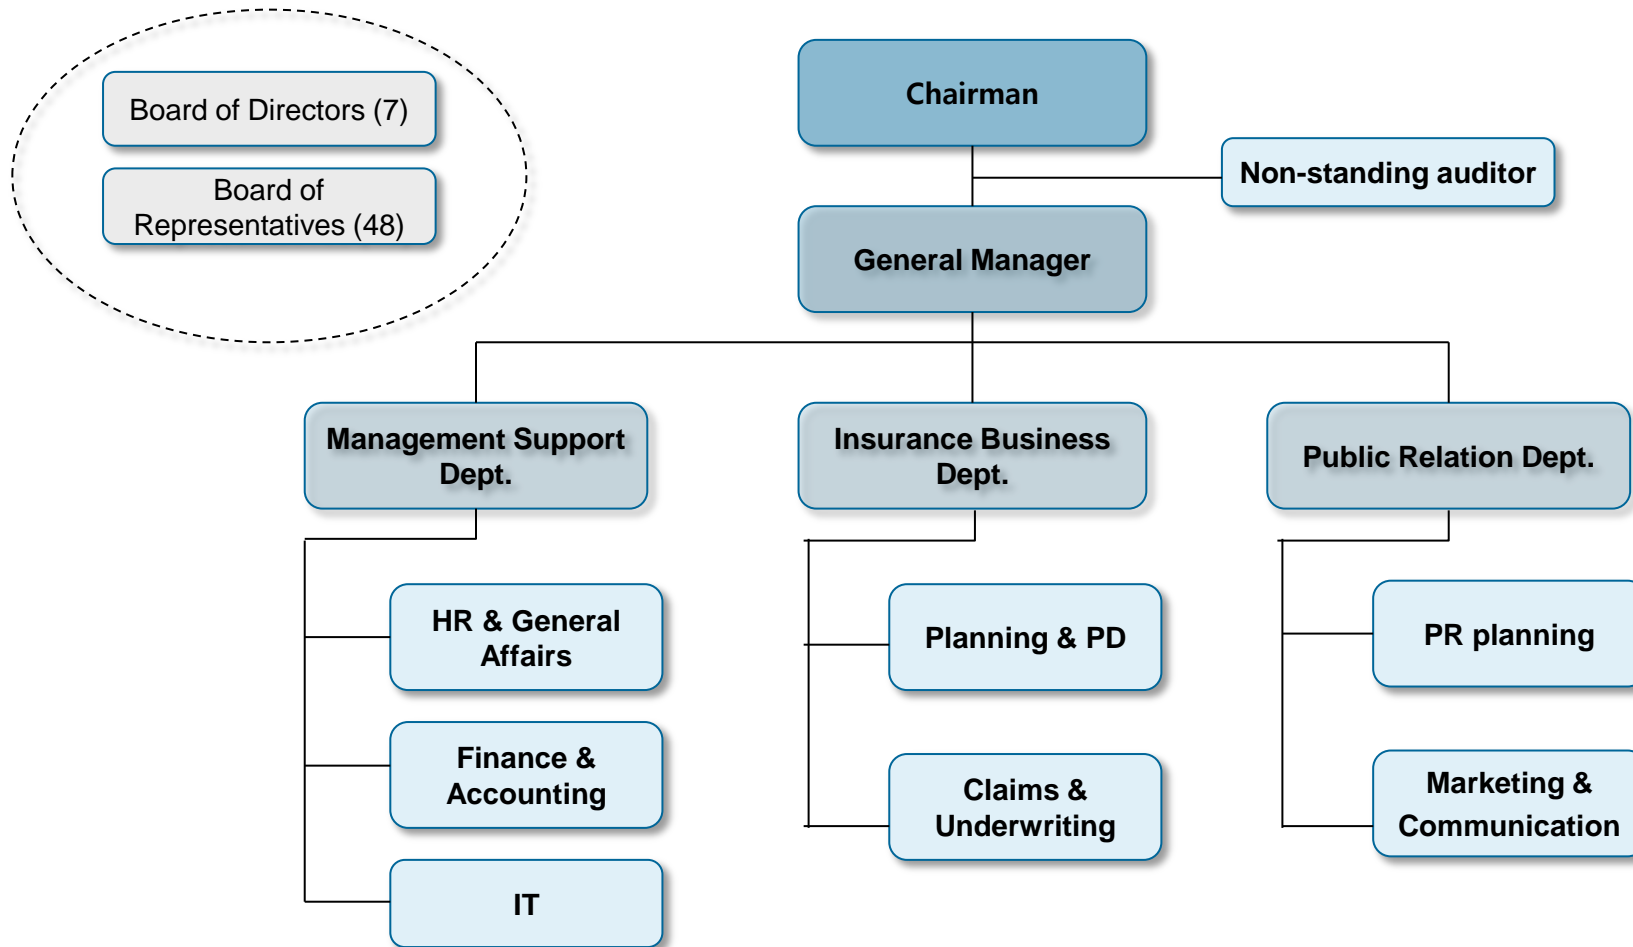 Board of Directors (7)
Board of
Representatives (48)
Chairman
Non-standing auditor
General Manager
Management Support
Dept.
Insurance Business
Dept.
Public Relation Dept.
HR & General
Affairs
Finance &
Accounting
IT
Planning & PD
Claims &
Underwriting
PR planning
Marketing &
Communication